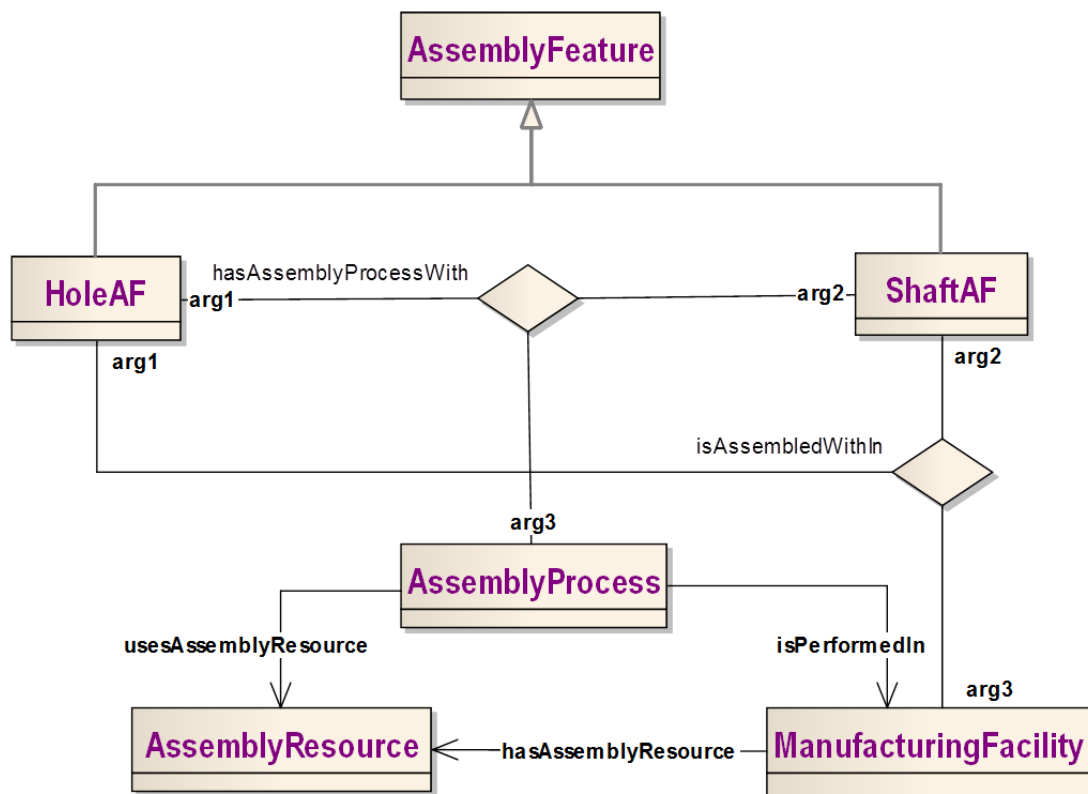 AssemblyFeature
hasAssemblyProcessWith
HoleAF
arg1
arg2
ShaftAF
arg1
arg2
isAssembledWithIn
arg3
AssemblyProcess
usesAssemblyResource
isPerformedIn
arg3
AssemblyResource
hasAssemblyResource
ManufacturingFacility